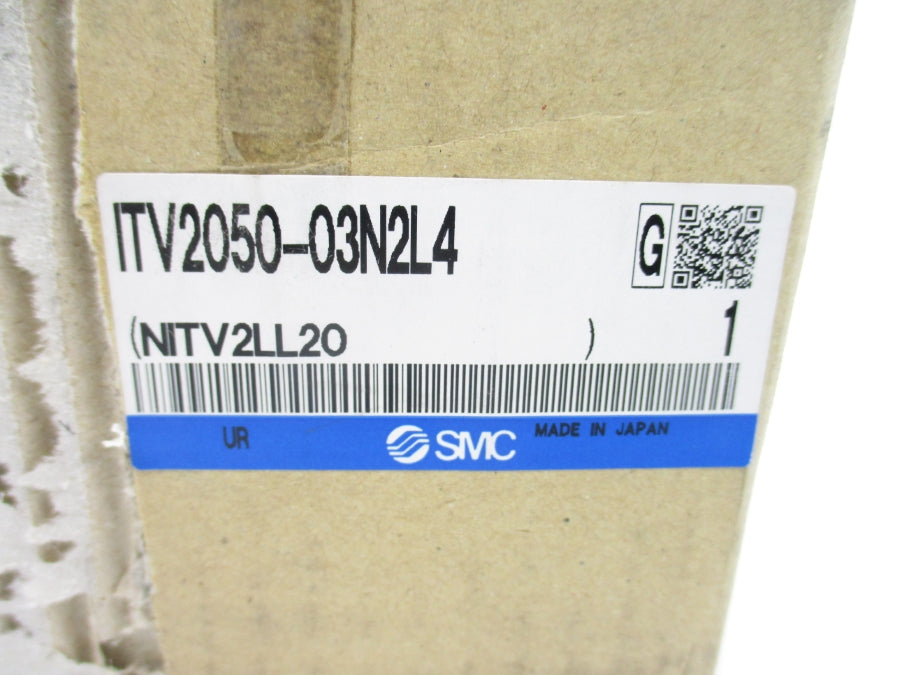 ITV2050-03N2L4
G
(NITV2LL20 )
1
UR
SMC
MADE IN JAPAN